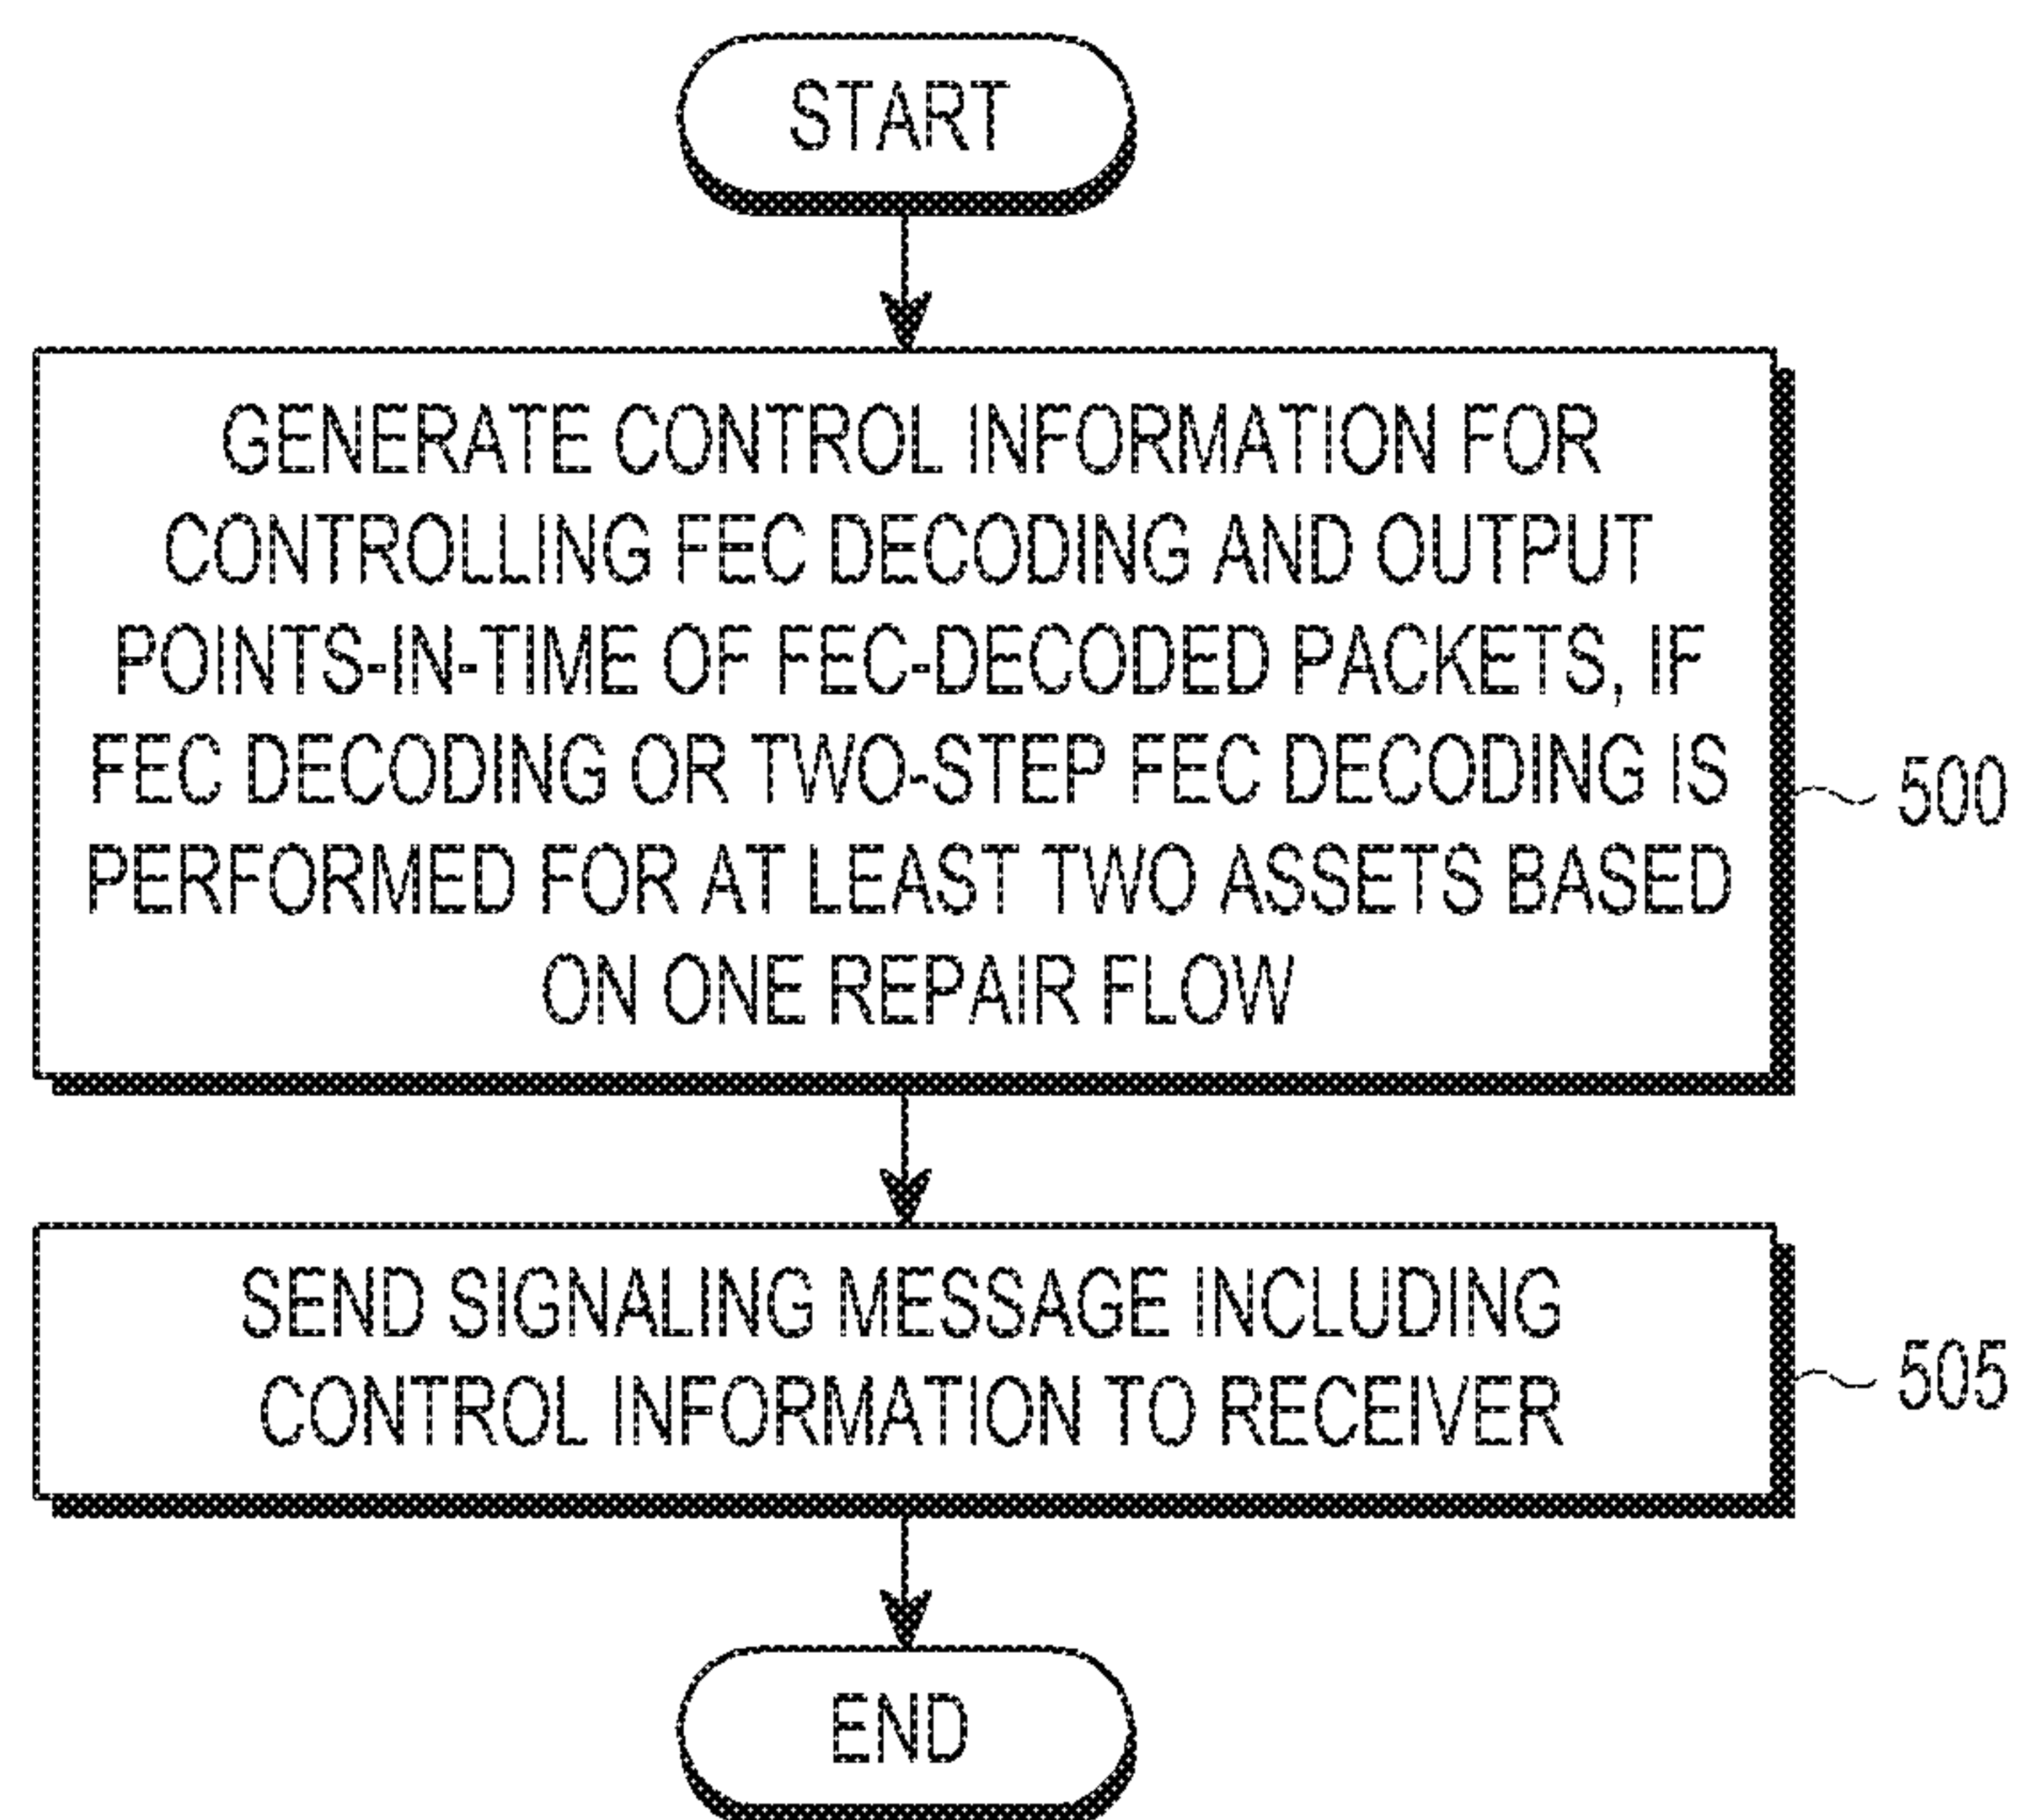 START
GENERATE CONTROL INFORMATION FOR
CONTROLLING FEC DECODING AND OUTPUT
POINTS-IN-TIME OF FEC-DECODED PACKETS, IF
FEC DECODING OR TWO-STEP FEC DECODING IS
PERFORMED FOR AT LEAST TWO ASSETS BASED
ON ONE REPAIR FLOW
500
SEND SIGNALING MESSAGE INCLUDING
CONTROL INFORMATION TO RECEIVER
505
END